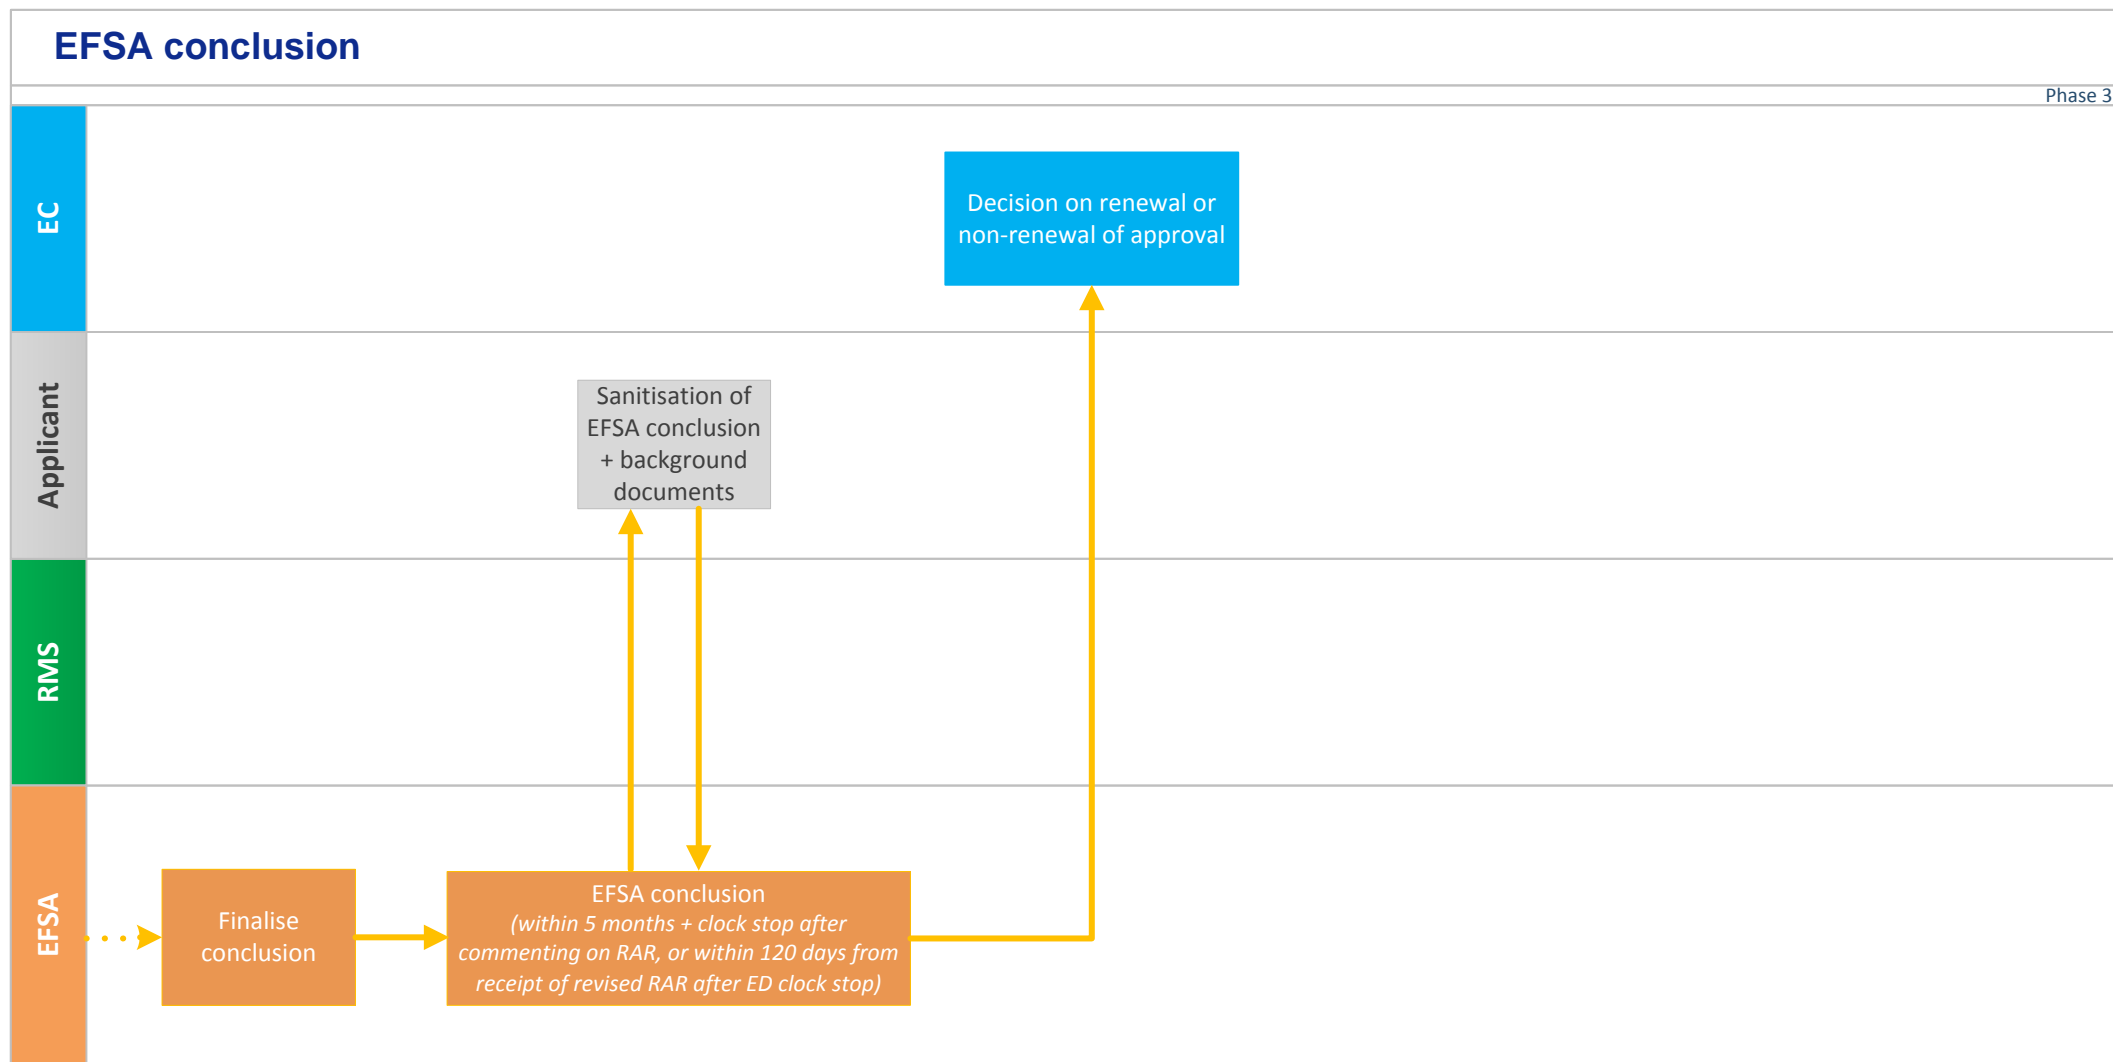 EFSA conclusion
Phase 3
EC
Decision on renewal or
non-renewal of approval
Applicant
Sanitisation of
EFSA conclusion
+ background
documents
RMS
EFSA
Finalise
conclusion
EFSA conclusion
(within 5 months + clock stop after
commenting on RAR, or within 120 days from
receipt of revised RAR after ED clock stop)